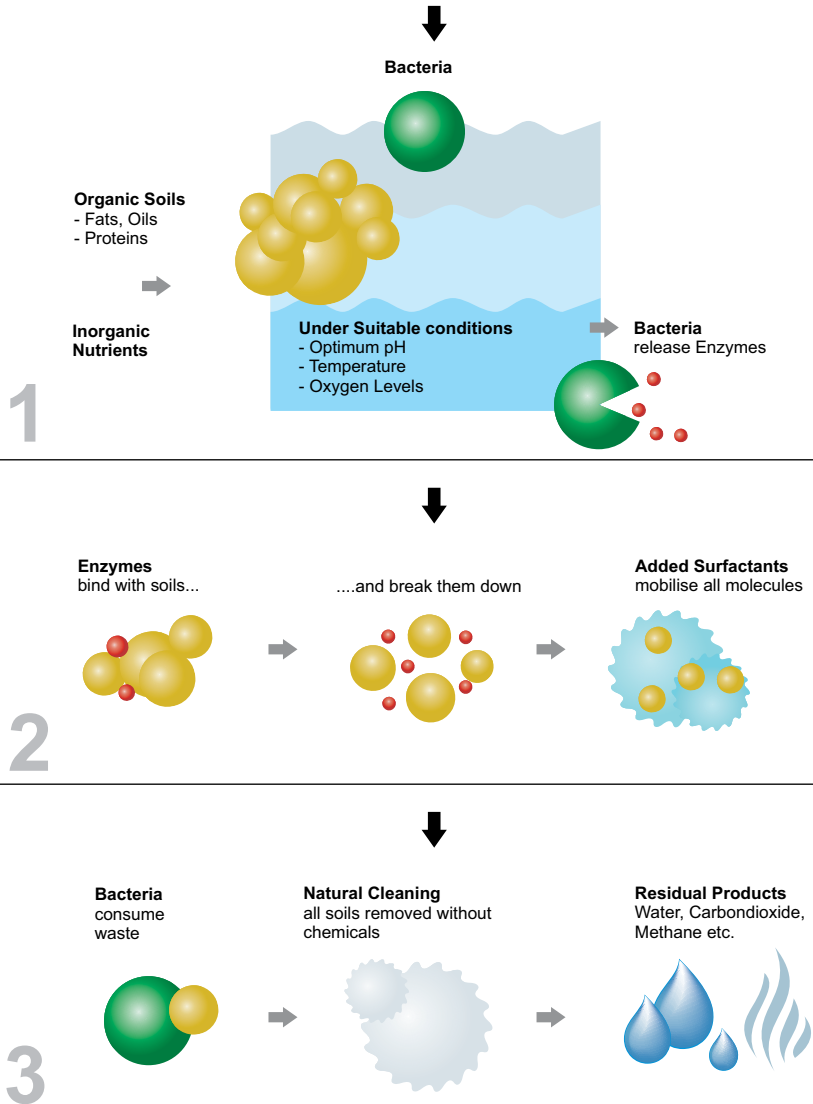 Bacteria
Organic Soils
- Fats, Oils
- Proteins
Inorganic
Nutrients
Under Suitable conditions
- Optimum pH
- Temperature
- Oxygen Levels
Bacteria
release Enzymes
1
Enzymes
bind with soils...
....and break them down
Added Surfactants
mobilise all molecules
2
Bacteria
consume
waste
Natural Cleaning
all soils removed without
chemicals
Residual Products
Water, Carbondioxide,
Methane etc.
3